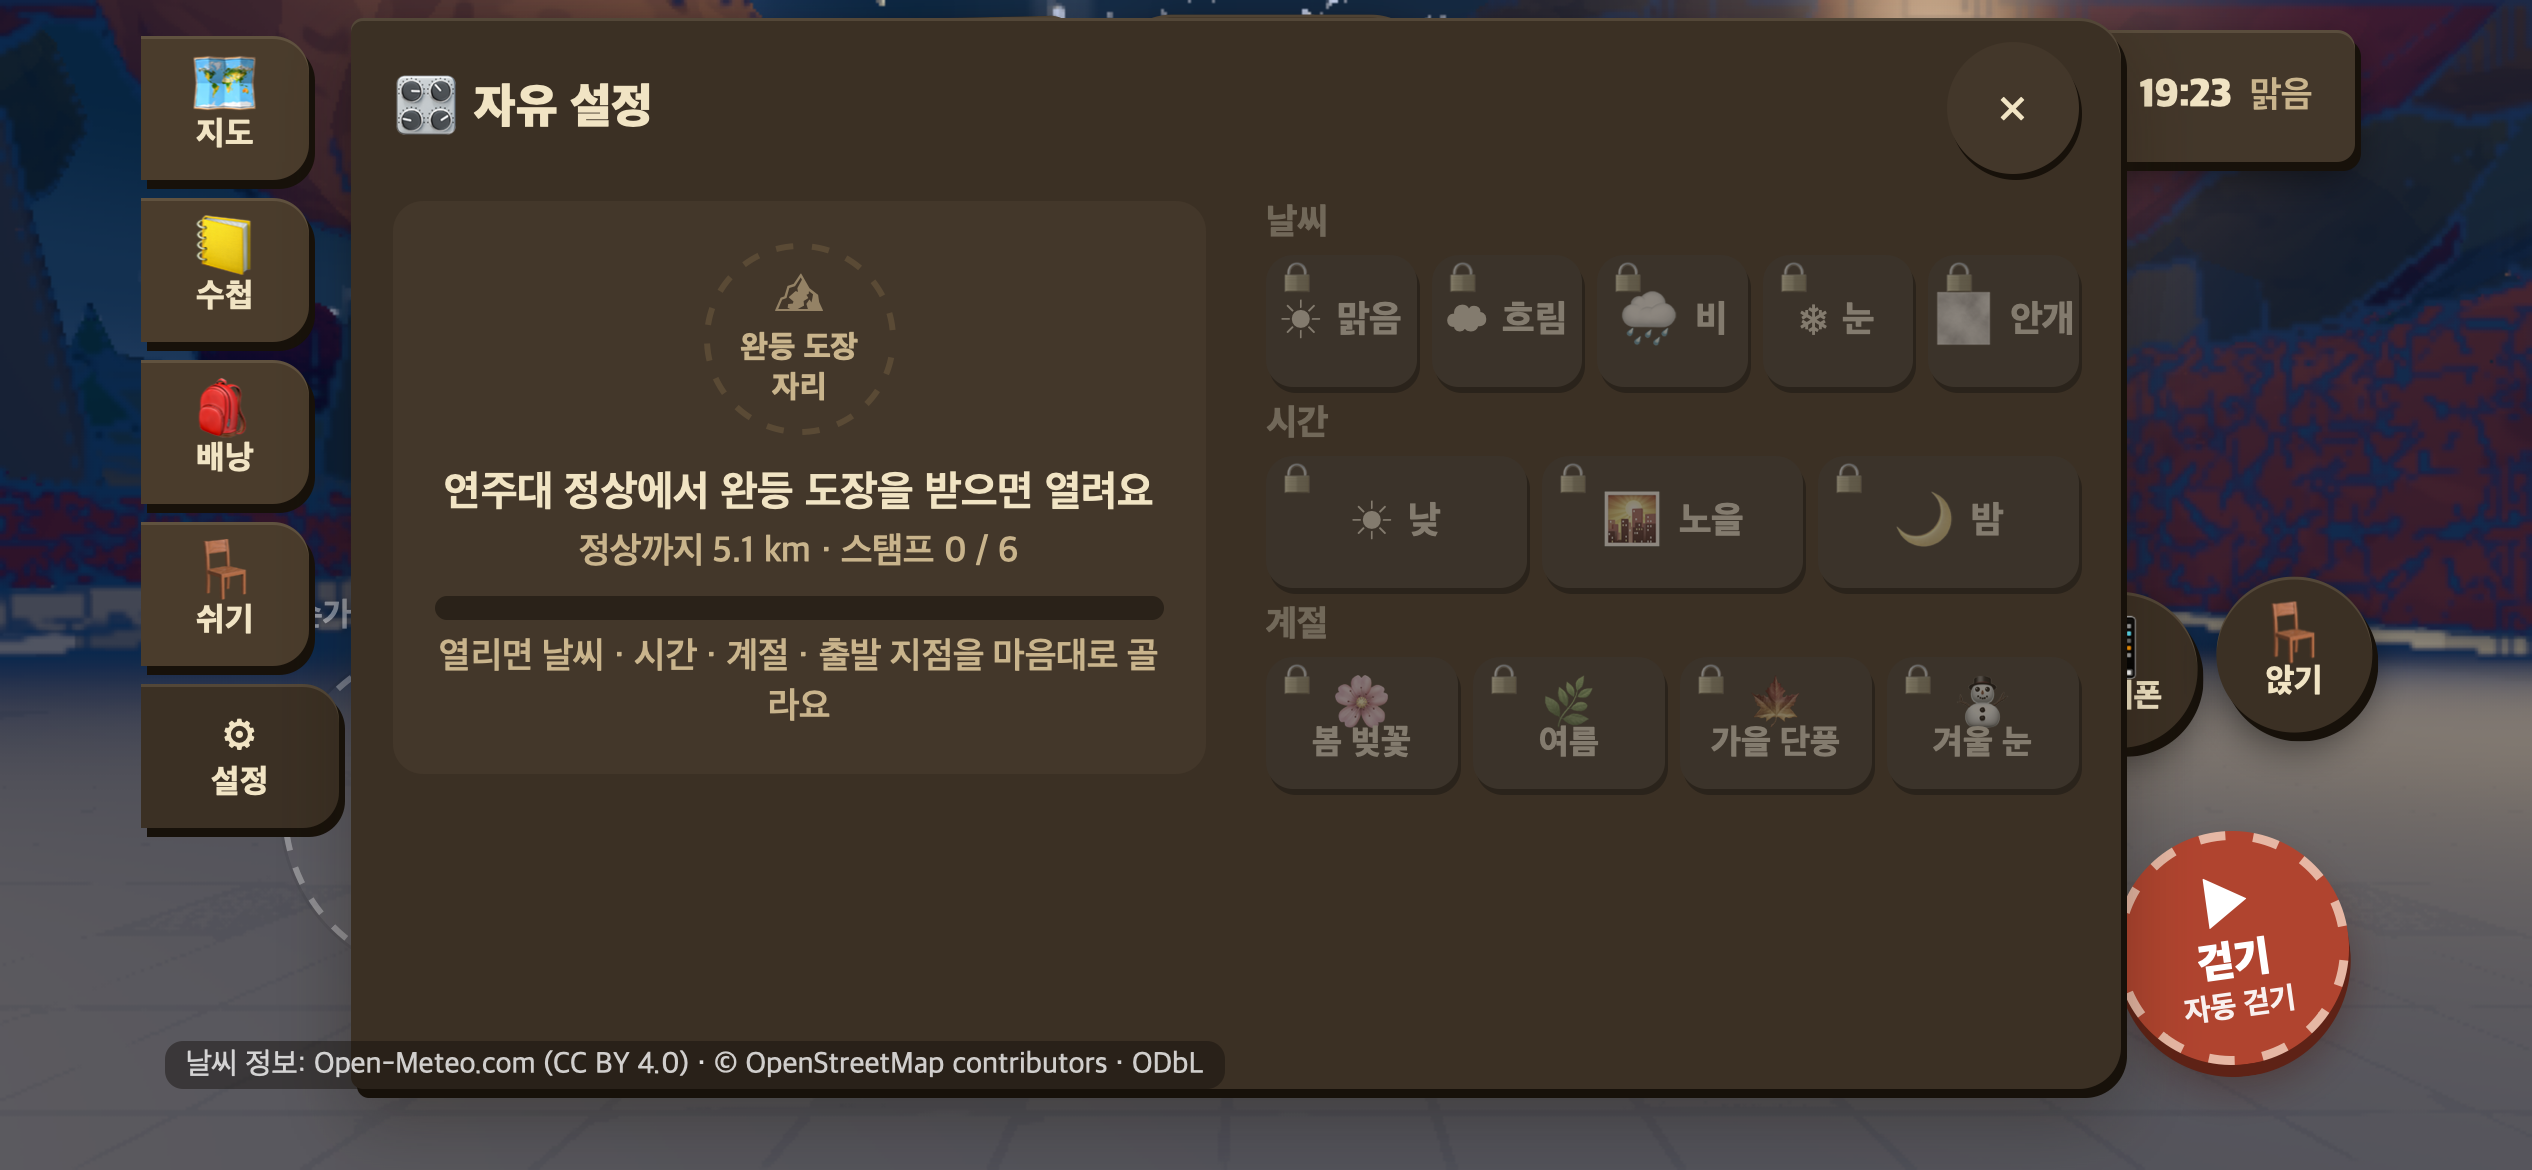 지도
수첩
배낭
쉬기
설정
자유 설정
×
19:23 맑음
완등 도장
자리
연주대 정상에서 완등 도장을 받으면 열려요
정상까지 5.1 km · 스탬프 0 / 6
열리면 날씨 · 시간 · 계절 · 출발 지점을 마음대로 골
라요
날씨
맑음 흐림 비 눈 안개
시간
낮 노을 밤
계절
봄 벚꽃 여름 가을 단풍 겨울 눈
폰
앉기
걷기
자동 걷기
날씨 정보: Open-Meteo.com (CC BY 4.0) · © OpenStreetMap contributors · ODbL